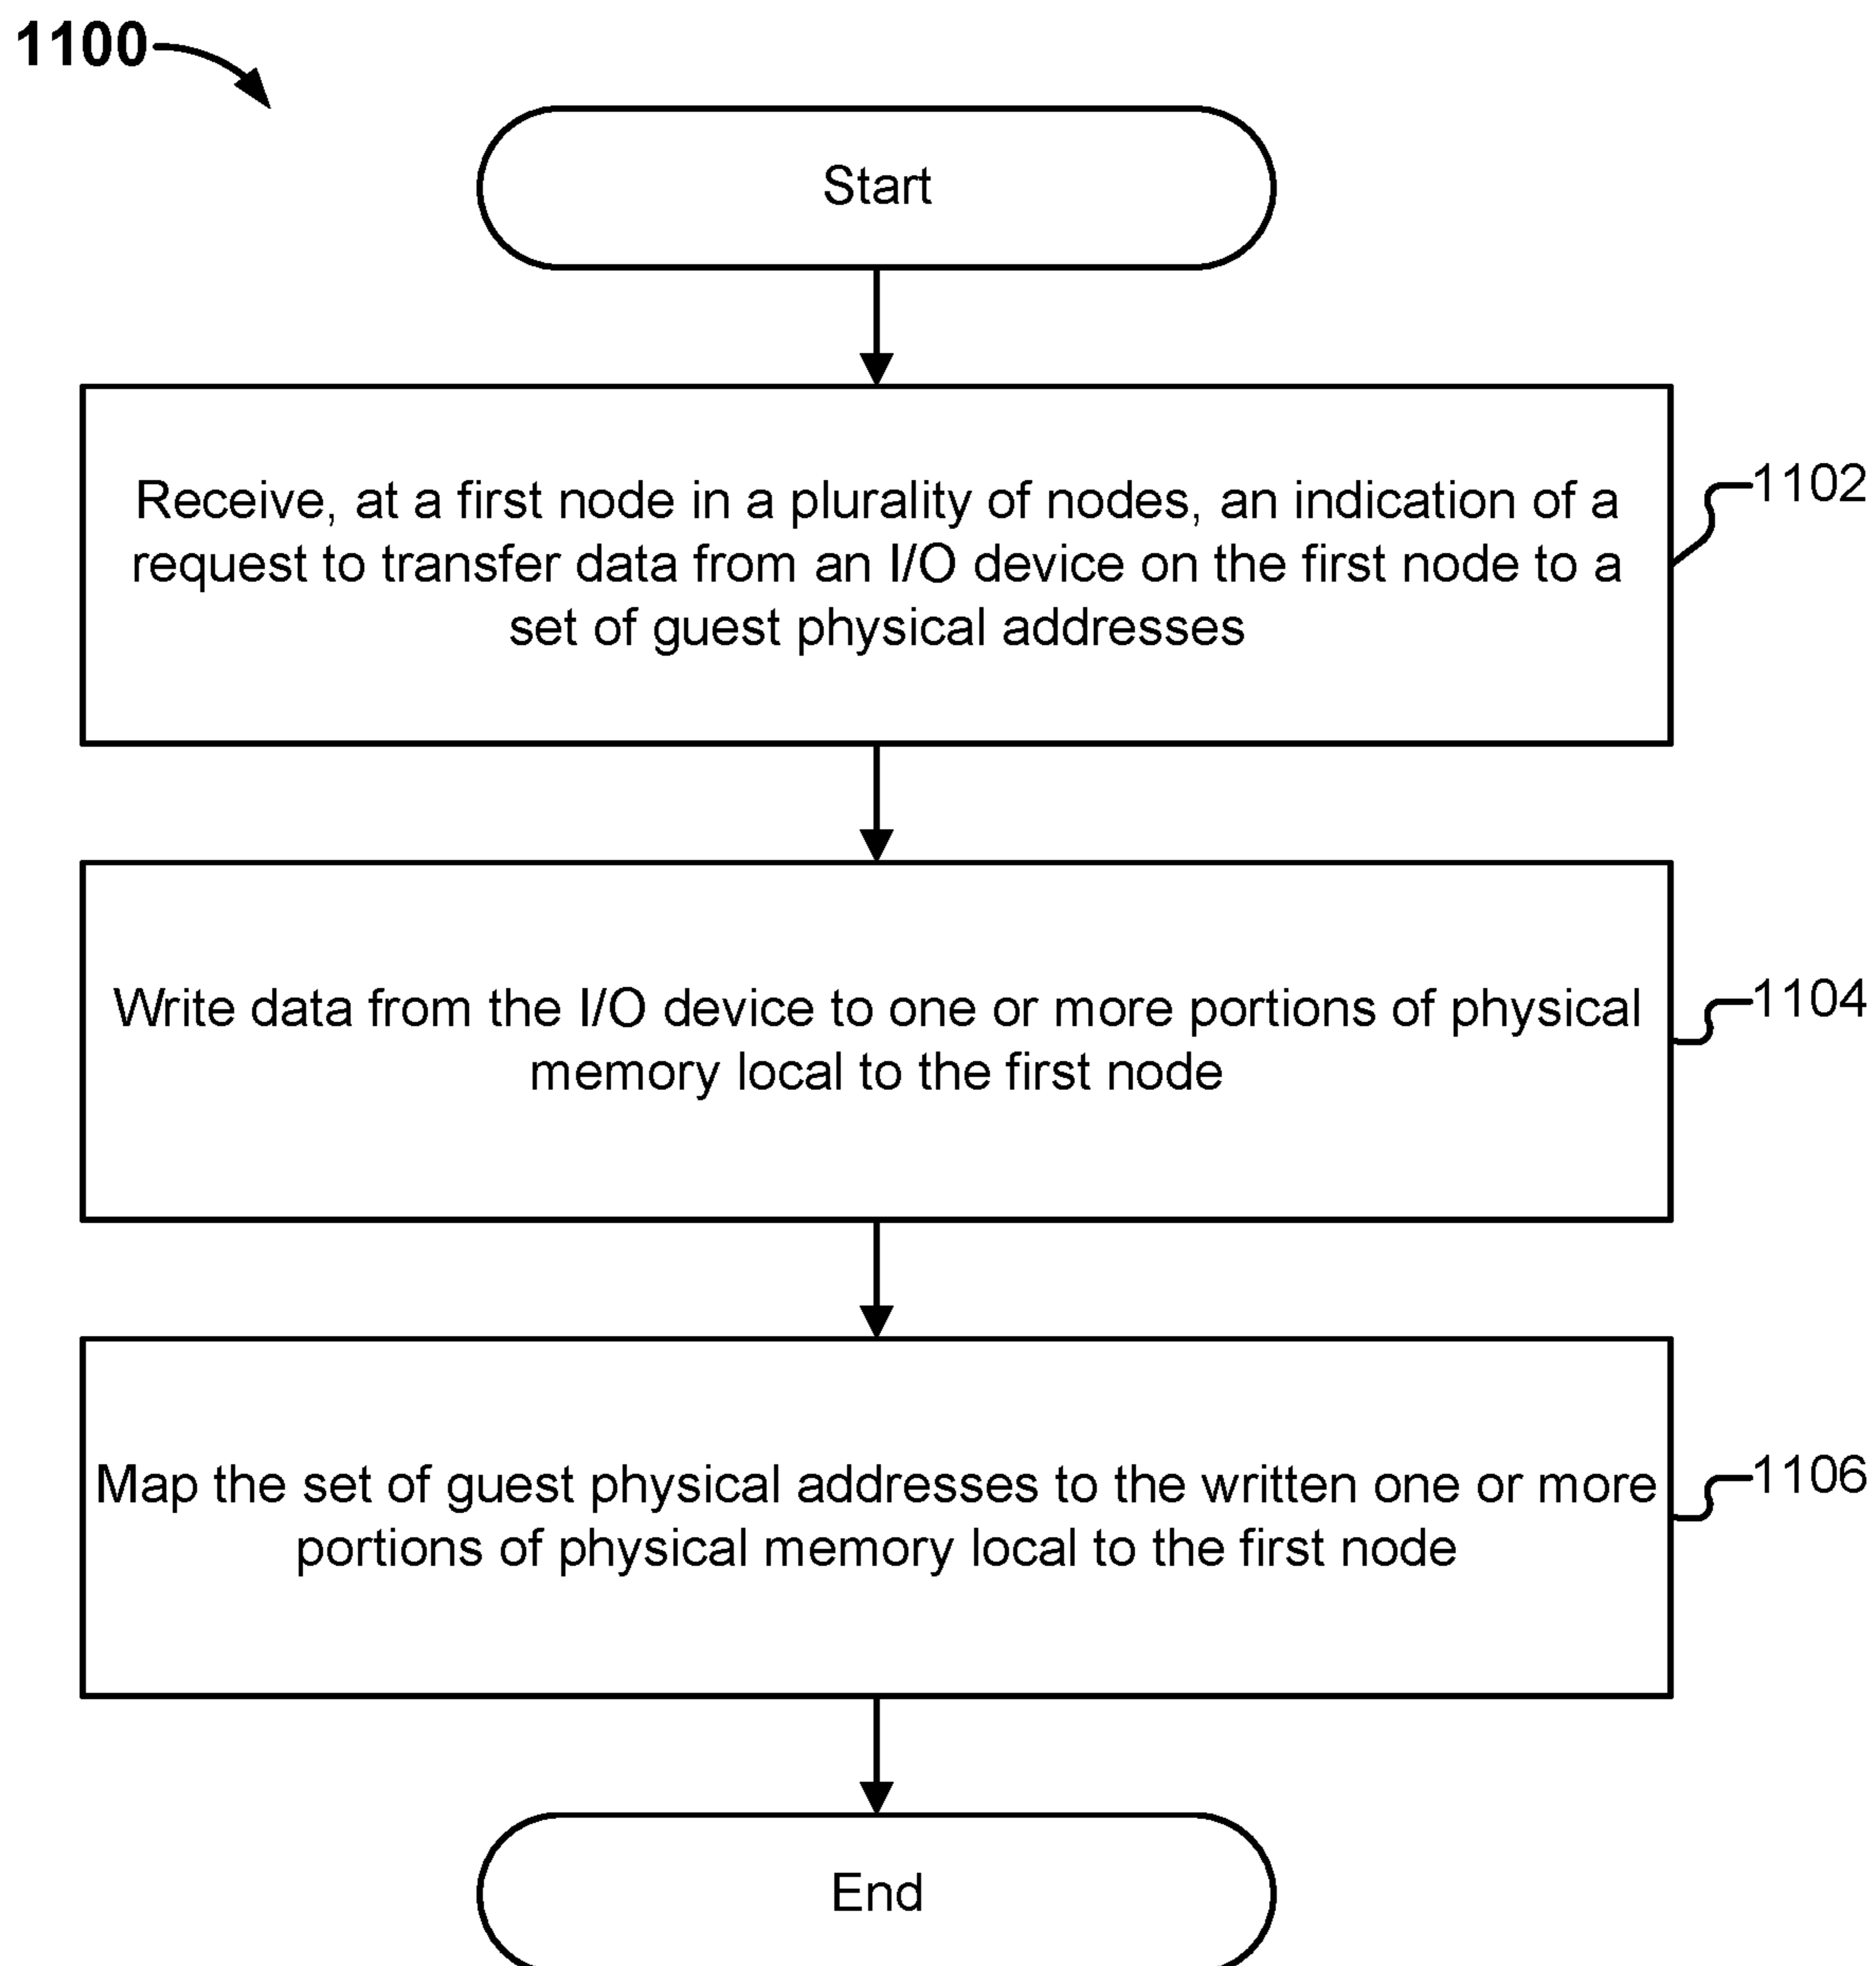 1100
Start
Receive, at a first node in a plurality of nodes, an indication of a
request to transfer data from an I/O device on the first node to a
set of guest physical addresses
1102
Write data from the I/O device to one or more portions of physical
memory local to the first node
1104
Map the set of guest physical addresses to the written one or more
portions of physical memory local to the first node
1106
End